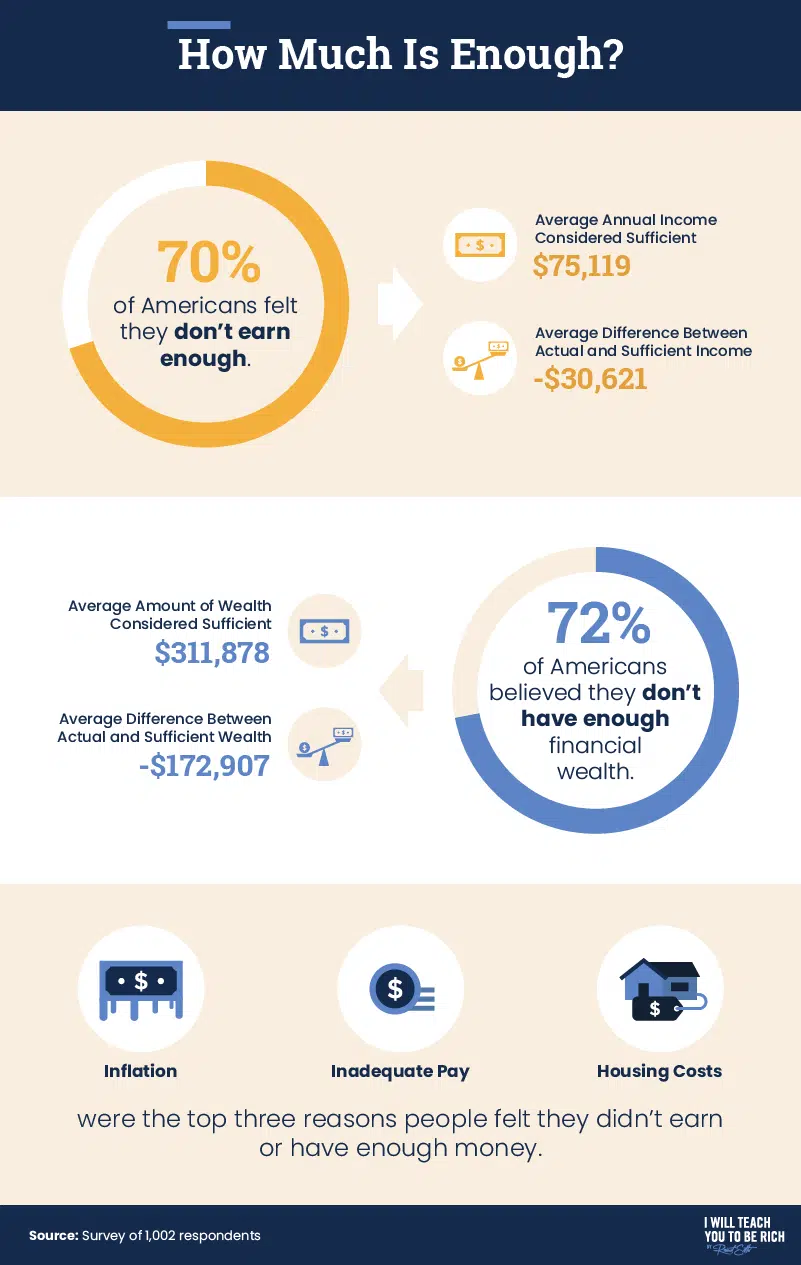 How Much Is Enough?
70%
of Americans felt
they don't earn
enough.
Average Annual Income
Considered Sufficient
$75,119
Average Difference Between
Actual and Sufficient Income
-$30,621
Average Amount of Wealth
Considered Sufficient
$311,878
Average Difference Between
Actual and Sufficient Wealth
-$172,907
72%
of Americans
believed they don't
have enough
financial
wealth.
Inflation
Inadequate Pay
Housing Costs
were the top three reasons people felt they didn't earn
or have enough money.
Source: Survey of 1,002 respondents
I WILL TEACH
YOU TO BE RICH
BY